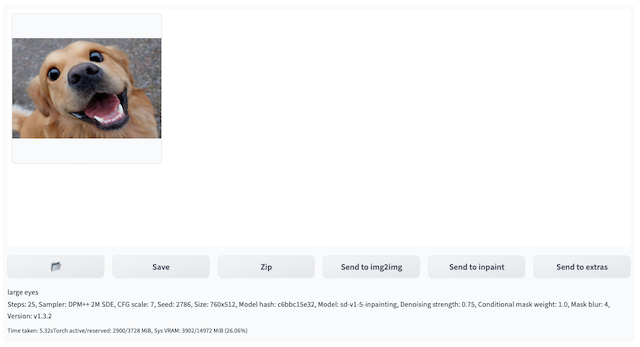 Save
Zip
Send to img2img
Send to inpaint
Send to extras
large eyes
Steps: 25, Sampler: DPM++ 2M SDE, CFG scale: 7, Seed: 2786, Size: 760x512, Model hash: c6bbc15e32, Model: sd-v1-5-inpainting, Denoising strength: 0.75, Conditional mask weight: 1.0, Mask blur: 4,
Version: v1.3.2
Time taken: 5.32sTorch active/reserved: 2900/3728 MiB, Sys VRAM: 3902/14972 MiB (26.06%)